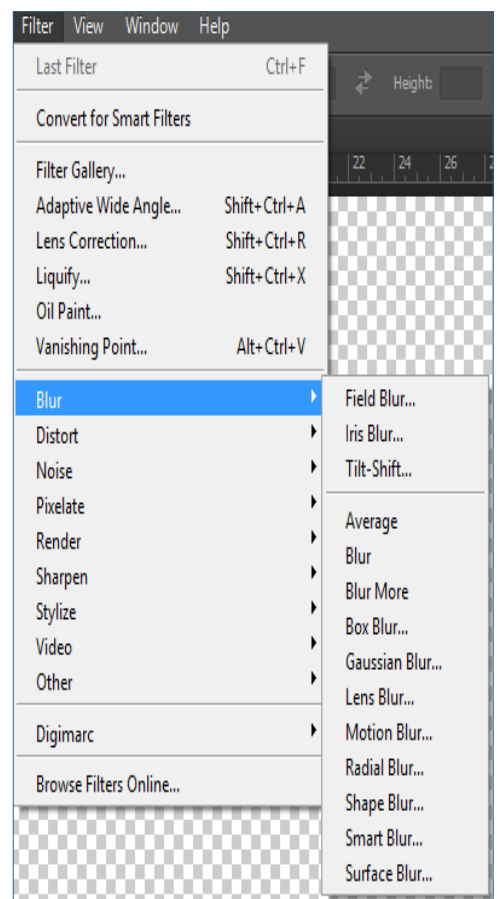 Filter View Window Help
Last Filter Ctrl+F
Height:
Convert for Smart Filters
22 24 26 2
Filter Gallery...
Adaptive Wide Angle... Shift+Ctrl+A
Lens Correction... Shift+Ctrl+R
Liquify... Shift+Ctrl+X
Oil Paint...
Vanishing Point... Alt+Ctrl+V
Blur
Distort
Noise
Pixelate
Render
Sharpen
Stylize
Video
Other
Digimarc
Browse Filters Online...
Field Blur...
Iris Blur...
Tilt-Shift...
Average
Blur
Blur More
Box Blur...
Gaussian Blur...
Lens Blur...
Motion Blur...
Radial Blur...
Shape Blur...
Smart Blur...
Surface Blur...